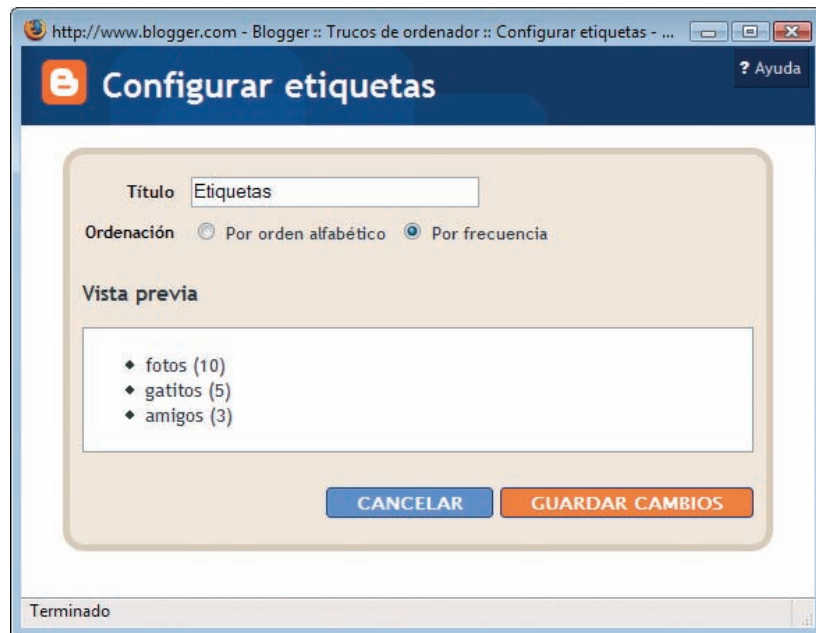 http://www.blogger.com - Blogger :: Trucos de ordenador :: Configurar etiquetas - ...
Configurar etiquetas
? Ayuda
Título Etiquetas
Ordenación Por orden alfabético Por frecuencia
Vista previa
fotos (10)
gatitos (5)
amigos (3)
CANCELAR GUARDAR CAMBIOS
Terminado